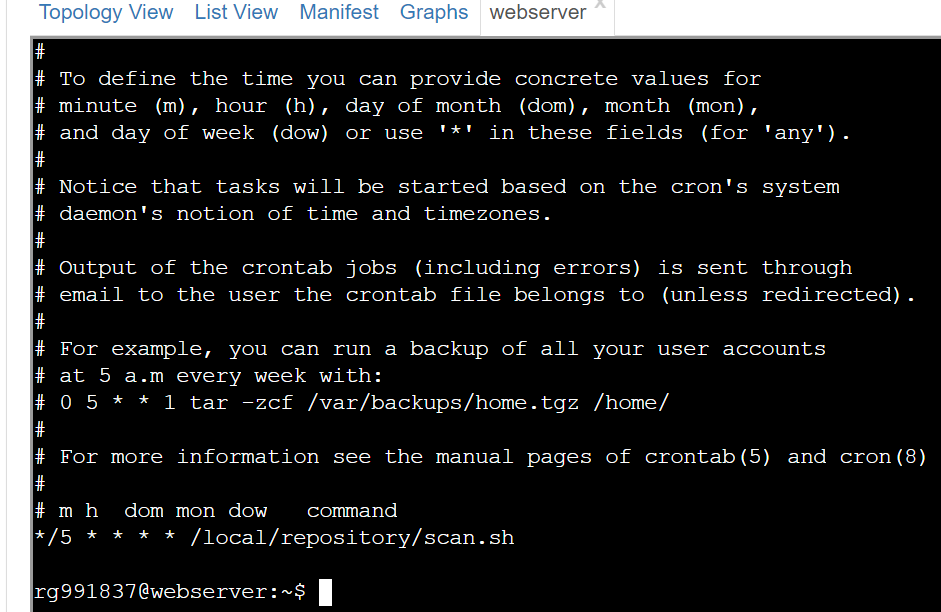 Topology View List View Manifest Graphs webserver x
#
# To define the time you can provide concrete values for
# minute (m), hour (h), day of month (dom), month (mon),
# and day of week (dow) or use '*' in these fields (for 'any').
#
# Notice that tasks will be started based on the cron's system
# daemon's notion of time and timezones.
#
# Output of the crontab jobs (including errors) is sent through
# email to the user the crontab file belongs to (unless redirected).
#
# For example, you can run a backup of all your user accounts
# at 5 a.m every week with:
# 0 5 * * 1 tar -zcf /var/backups/home.tgz /home/
#
# For more information see the manual pages of crontab(5) and cron(8)
#
# m h  dom mon dow   command
*/5 * * * * /local/repository/scan.sh
rg991837@webserver:~$